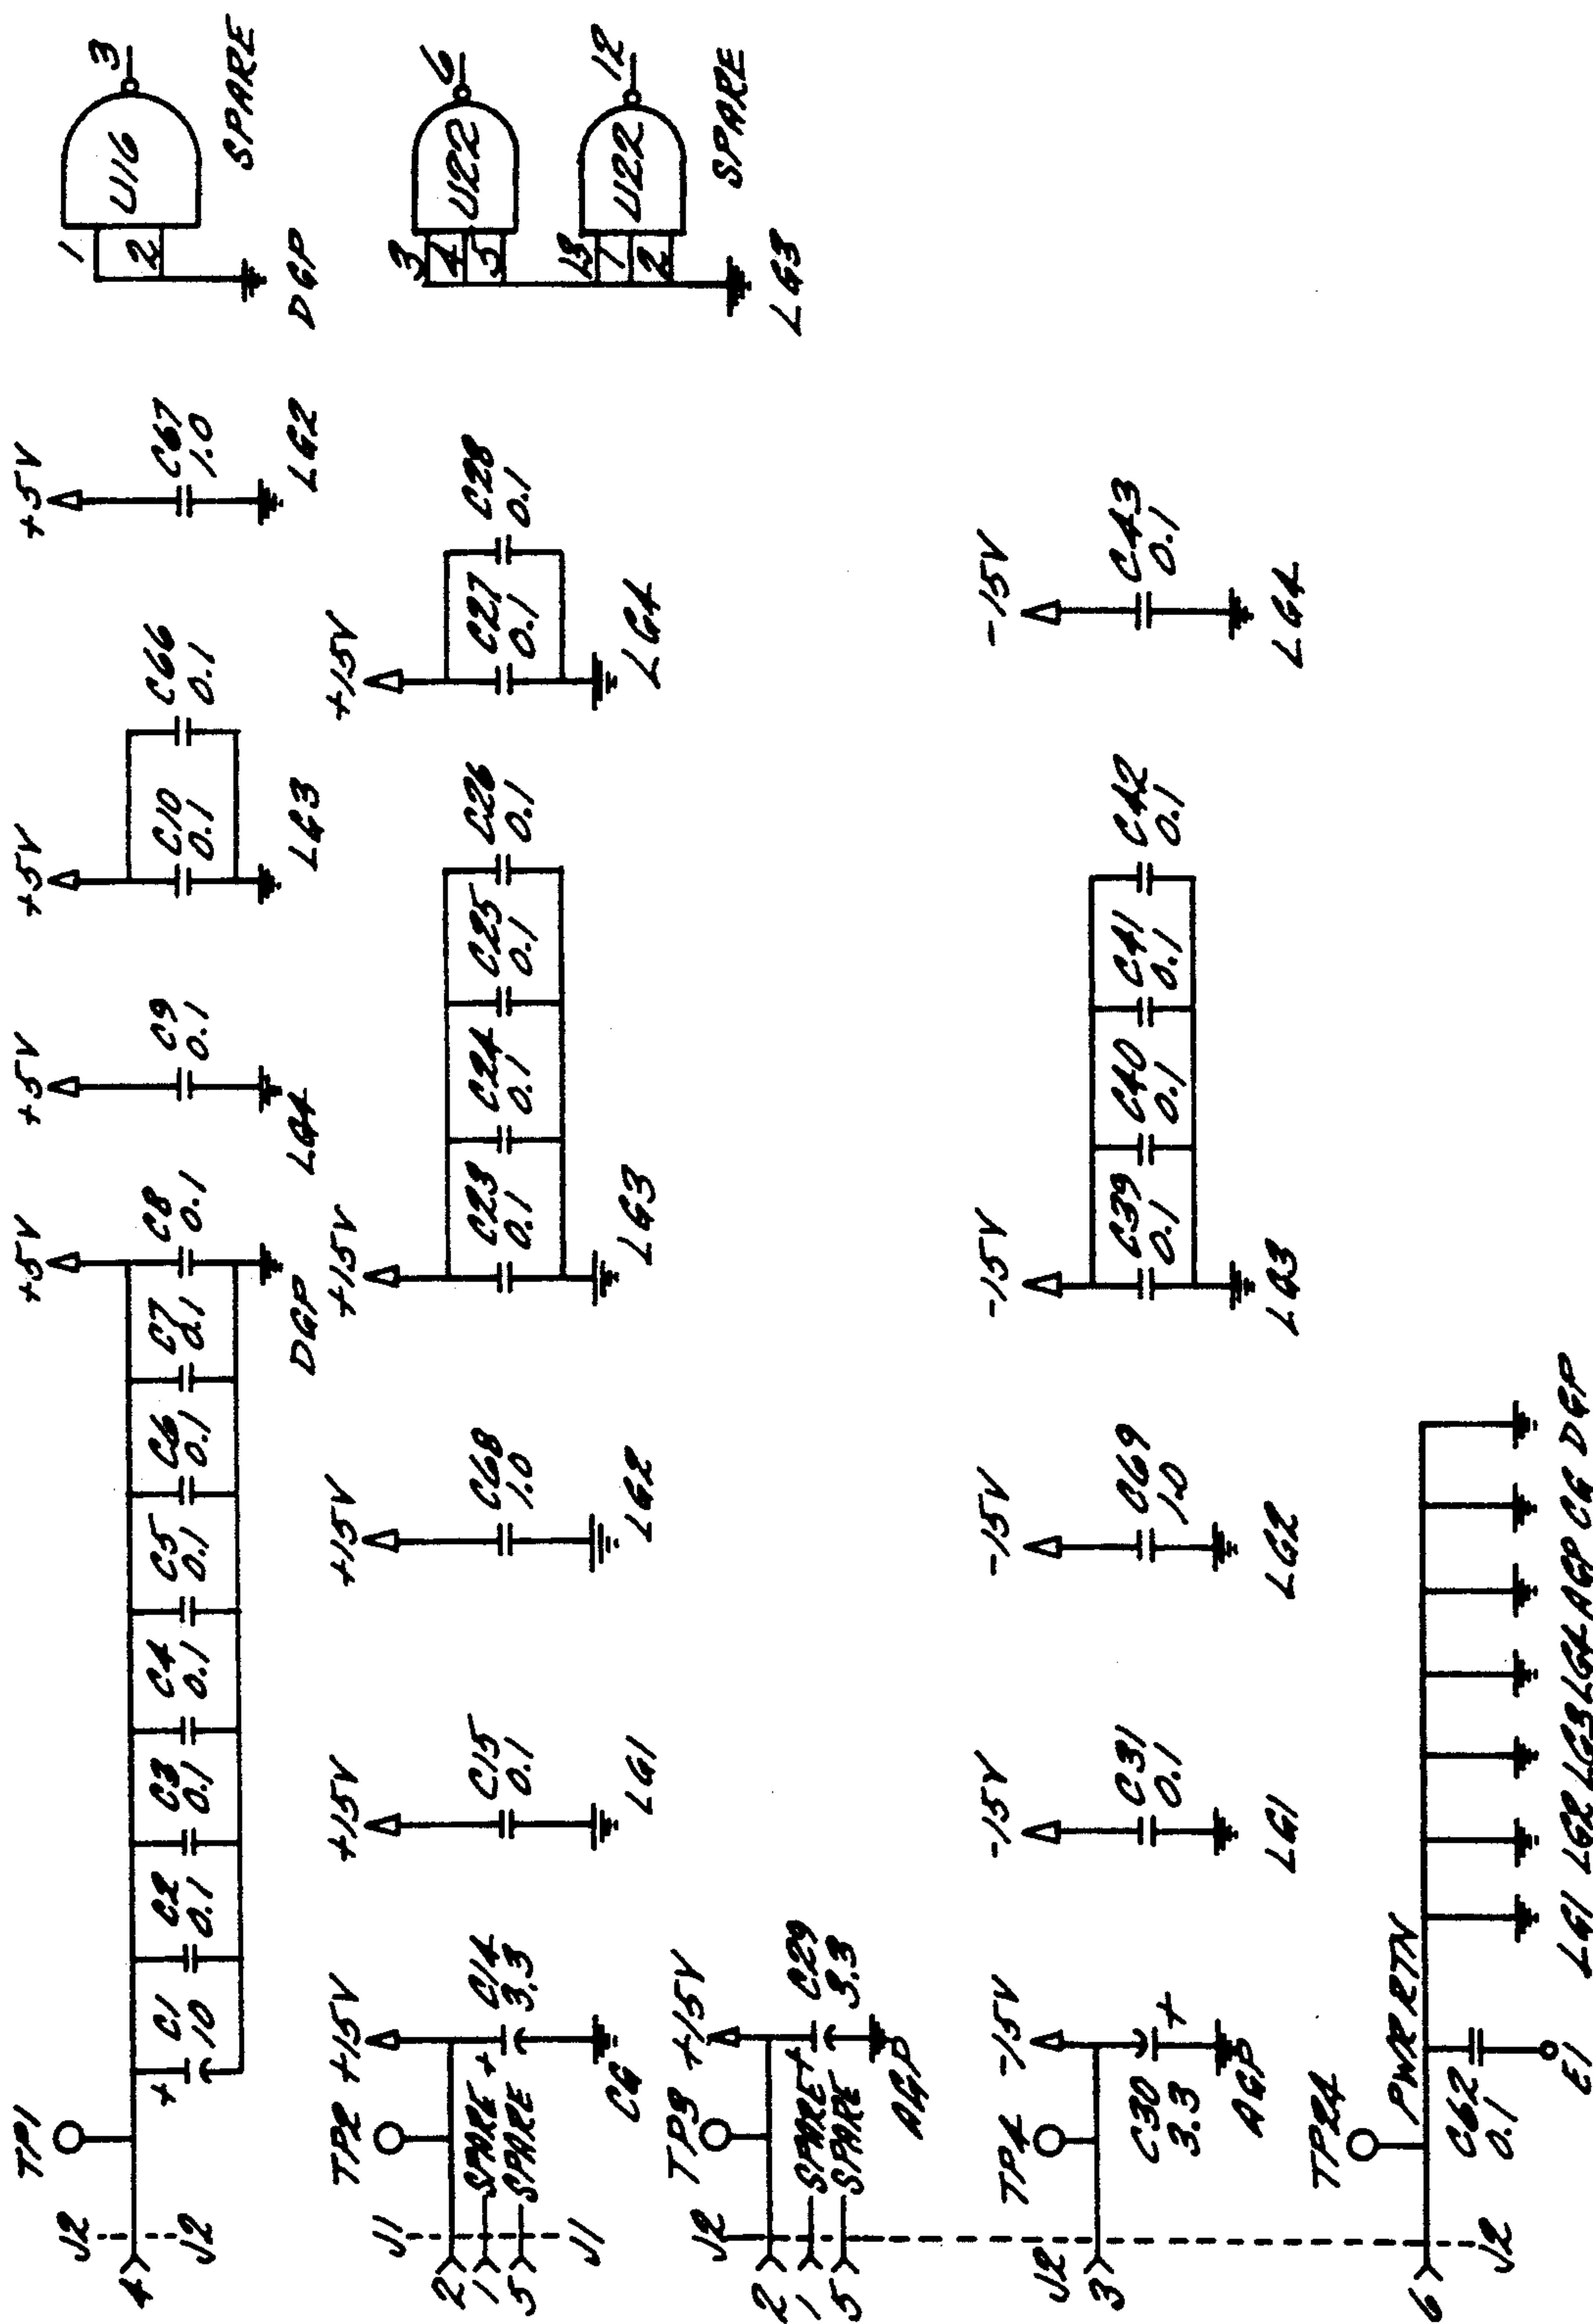 J2
4
J2
TP1
+
C1
10
C2
0.1
C3
0.1
C4
0.1
C5
0.1
C6
0.1
C7
0.1
+5V
C8
0.1
DGP
+5V
C9
0.1
LG4
+5V
C10
0.1
C66
0.1
LG3
+5V
C67
1.0
LG2
1
2
U16
3
DGP
SPARE
J1
2
1
5
J1
TP2
+15V
SPARE
SPARE
+
C14
3.3
CG
+15V
C15
0.1
LG1
+15V
C68
1.0
LG2
+15V
C23
0.1
C24
0.1
C25
0.1
C26
0.1
LG3
+15V
C27
0.1
C28
0.1
LG4
3
4
5
U22
6
13
1
2
U22
12
LG3
SPARE
J2
2
1
5
TP3
+15V
SPARE
SPARE
+
C29
3.3
AGP
J2
3
TP4
-15V
C30
3.3
+
AGP
-15V
C31
0.1
LG1
-15V
C69
1.0
LG2
-15V
C39
0.1
C40
0.1
C41
0.1
C42
0.1
LG3
-15V
C43
0.1
LG4
6
J2
TP24
PWR RTN
C62
0.1
E1
LG1 LG2 LG3 LG4 AGP CG DGP